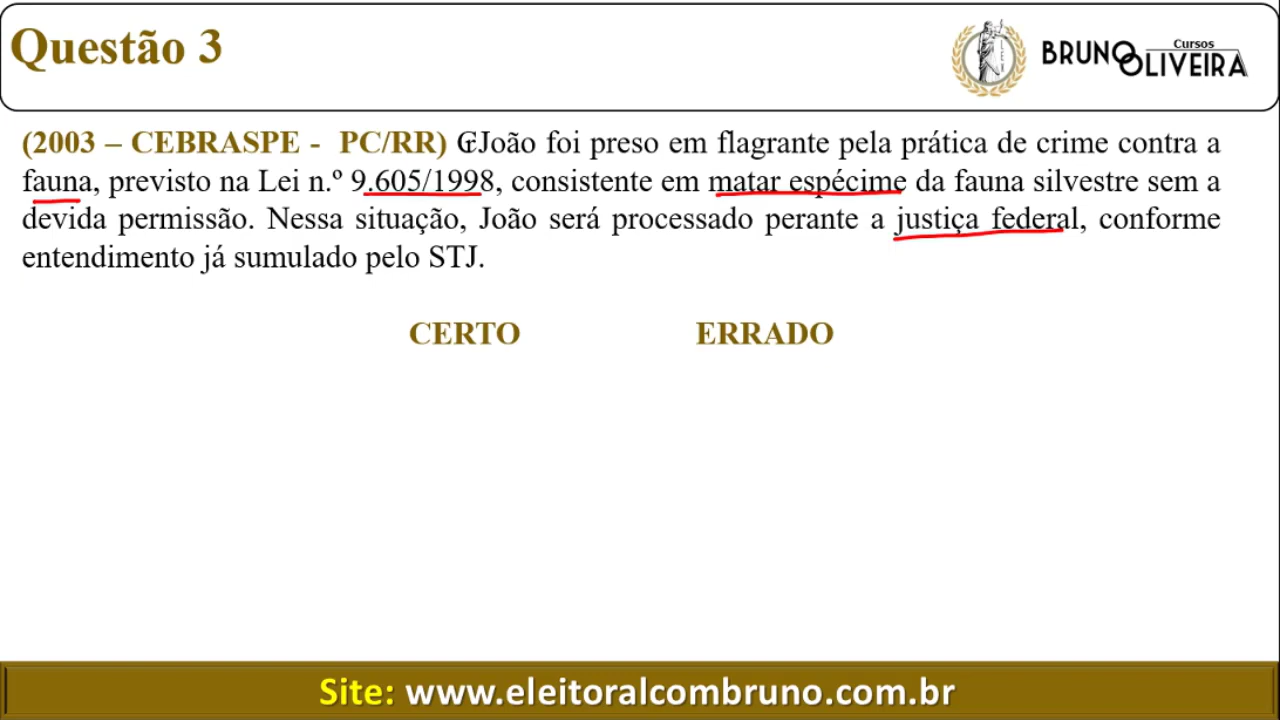 Questão 3
Cursos
BRUNO
OLIVEIRA
(2003 – CEBRASPE - PC/RR) GJoão foi preso em flagrante pela prática de crime contra a
fauna, previsto na Lei n.º 9.605/1998, consistente em matar espécime da fauna silvestre sem a
devida permissão. Nessa situação, João será processado perante a justiça federal, conforme
entendimento já sumulado pelo STJ.
CERTO ERRADO
Site: www.eleitoralcombruno.com.br